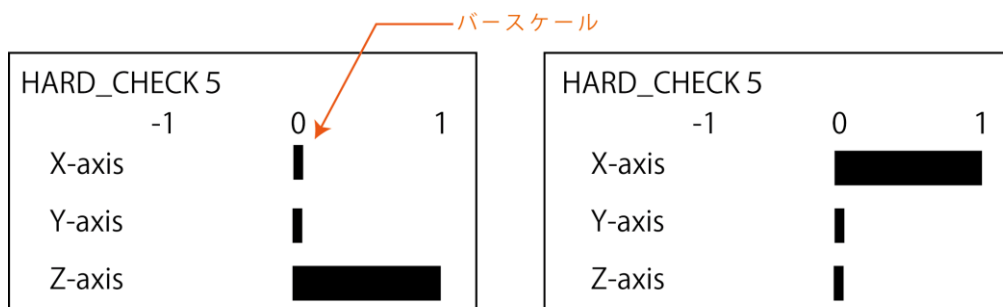 バースケール
HARD_CHECK 5
-1 0 1
X-axis
Y-axis
Z-axis
HARD_CHECK 5
-1 0 1
X-axis
Y-axis
Z-axis